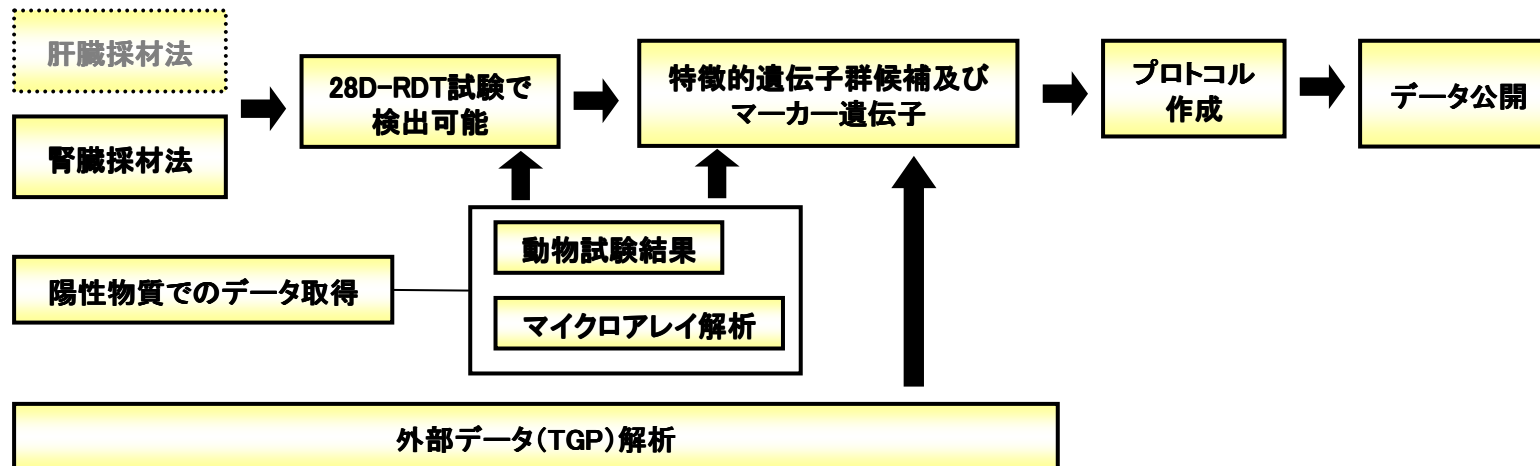 肝臓採材法
腎臓採材法
28D-RDT試験で
検出可能
特徴的遺伝子群候補及び
マーカー遺伝子
プロトコル
作成
データ公開
動物試験結果
陽性物質でのデータ取得
マイクロアレイ解析
外部データ(TGP)解析